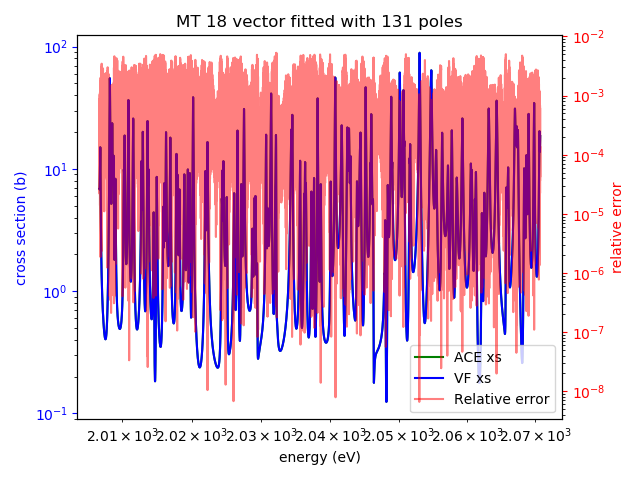 MT 18 vector fitted with 131 poles
10² 10¹ 10⁰ 10⁻¹
cross section (b)
10⁻² 10⁻³ 10⁻⁴ 10⁻⁵ 10⁻⁶ 10⁻⁷ 10⁻⁸
relative error
ACE xs
VF xs
Relative error
2.01 × 10³ 2.02 × 10³ 2.03 × 10³ 2.04 × 10³ 2.05 × 10³ 2.06 × 10³ 2.07 × 10³
energy (eV)